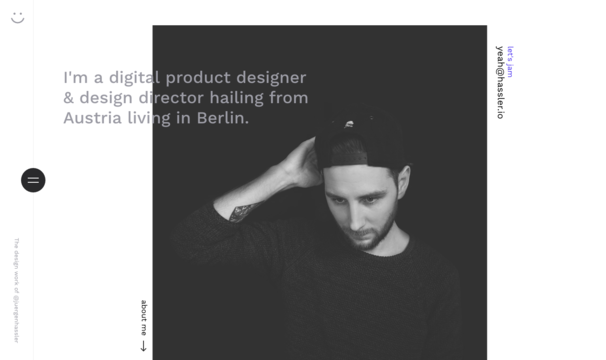 I'm a digital product designer
& design director hailing from
Austria living in Berlin.
let's jam
yeah@hassler.io
about me →
The design work of @juergenhassler